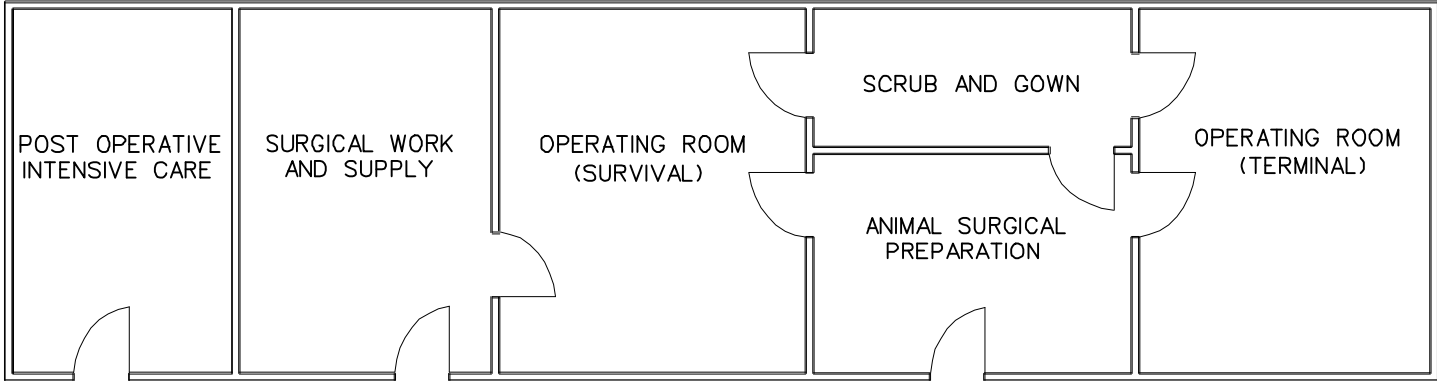 POST OPERATIVE
INTENSIVE CARE
SURGICAL WORK
AND SUPPLY
OPERATING ROOM
(SURVIVAL)
SCRUB AND GOWN
ANIMAL SURGICAL
PREPARATION
OPERATING ROOM
(TERMINAL)